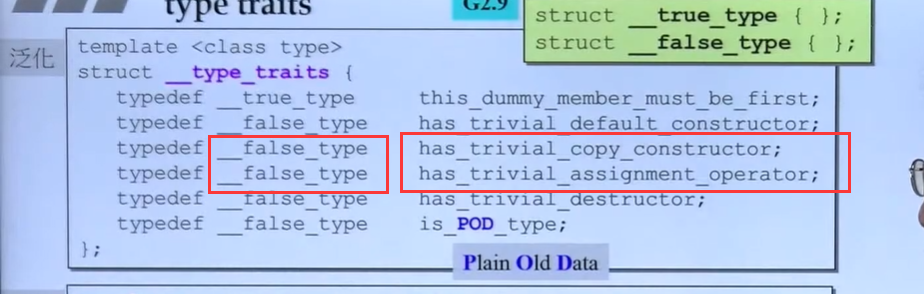 type traits
G2.9
struct __true_type { };
struct __false_type { };
泛化
template <class type>
struct __type_traits {
typedef __true_type this_dummy_member_must_be_first;
typedef __false_type has_trivial_default_constructor;
typedef __false_type has_trivial_copy_constructor;
typedef __false_type has_trivial_assignment_operator;
typedef __false_type has_trivial_destructor;
typedef __false_type is_POD_type;
};
Plain Old Data